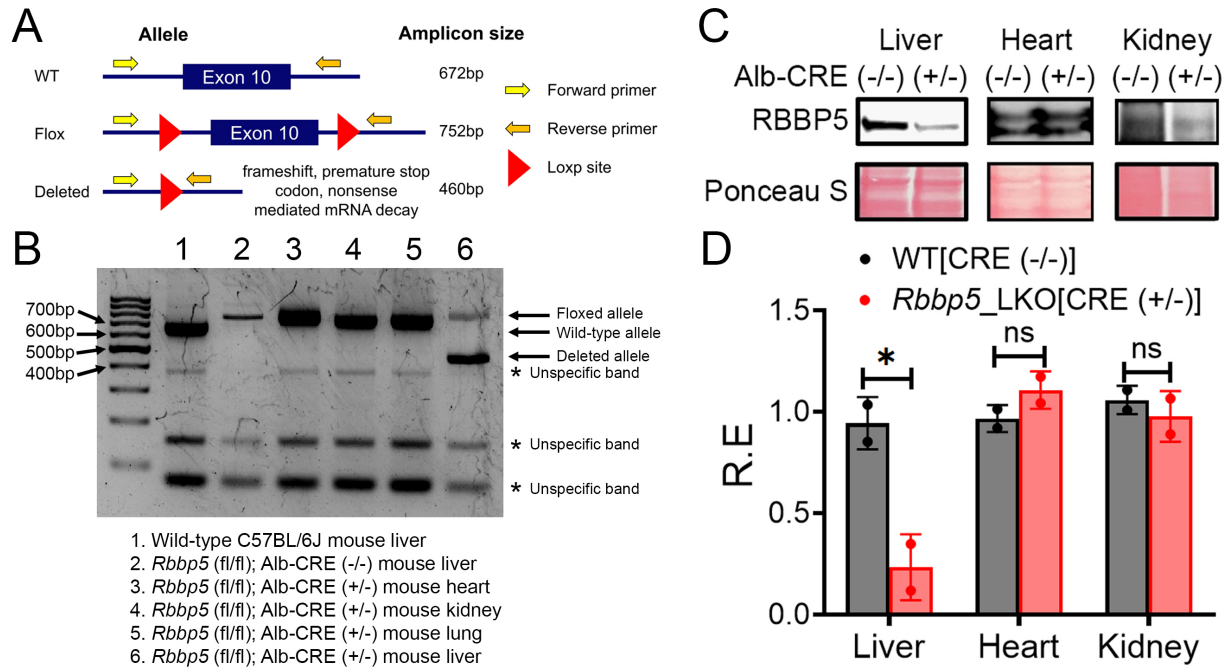 A
Allele
Amplicon size
WT
Exon 10
672bp
Forward primer
Flox
Exon 10
752bp
Reverse primer
Deleted
frameshift, premature stop
codon, nonsense
mediated mRNA decay
460bp
Loxp site
B
1 2 3 4 5 6
700bp
600bp
500bp
400bp
Floxed allele
Wild-type allele
Deleted allele
* Unspecific band
* Unspecific band
* Unspecific band
1. Wild-type C57BL/6J mouse liver
2. Rbbp5 (fl/fl); Alb-CRE (-/-) mouse liver
3. Rbbp5 (fl/fl); Alb-CRE (+/-) mouse heart
4. Rbbp5 (fl/fl); Alb-CRE (+/-) mouse kidney
5. Rbbp5 (fl/fl); Alb-CRE (+/-) mouse lung
6. Rbbp5 (fl/fl); Alb-CRE (+/-) mouse liver
C
Liver Heart Kidney
Alb-CRE (-/-) (+/-) (-/-) (+/-) (-/-) (+/-)
RBBP5
Ponceau S
D
WT[CRE (-/-)]
Rbbp5_LKO[CRE (+/-)]
R.E
1.5
1.0
0.5
0.0
*
ns
ns
Liver Heart Kidney